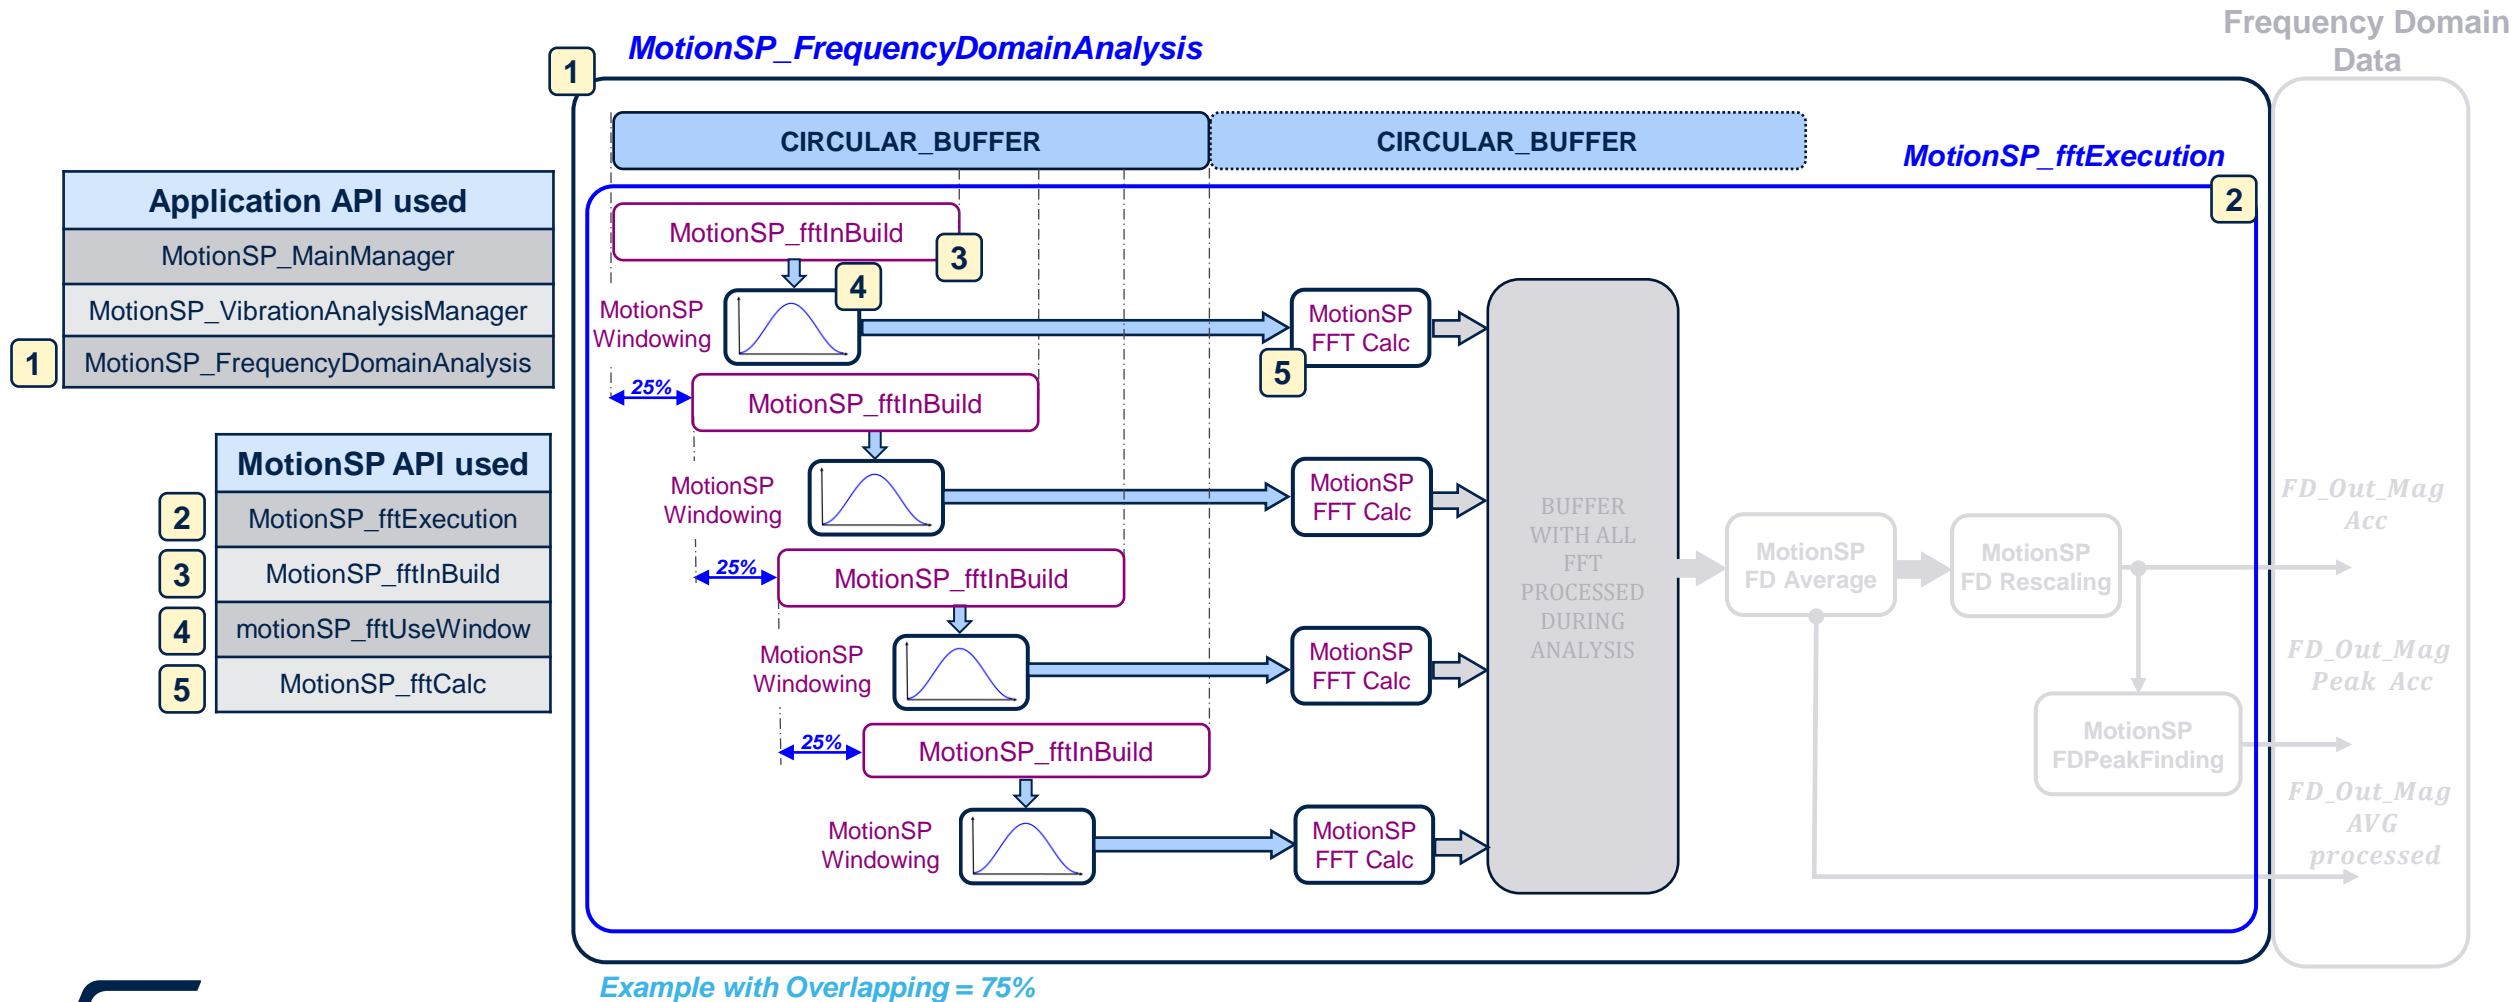 Frequency Domain
Data
MotionSP_FrequencyDomainAnalysis
1
CIRCULAR_BUFFER
CIRCULAR_BUFFER
MotionSP_fftExecution
2
Application API used
MotionSP_MainManager
MotionSP_VibrationAnalysisManager
1
MotionSP_FrequencyDomainAnalysis
MotionSP API used
2
MotionSP_fftExecution
3
MotionSP_fftInBuild
4
motionSP_fftUseWindow
5
MotionSP_fftCalc
MotionSP_fftInBuild
3
4
MotionSP
Windowing
MotionSP
FFT Calc
5
25%
MotionSP_fftInBuild
MotionSP
Windowing
MotionSP
FFT Calc
25%
MotionSP_fftInBuild
MotionSP
Windowing
MotionSP
FFT Calc
25%
MotionSP_fftInBuild
MotionSP
Windowing
MotionSP
FFT Calc
BUFFER
WITH ALL
FFT
PROCESSED
DURING
ANALYSIS
MotionSP
FD Average
MotionSP
FD Rescaling
MotionSP
FDPeakFinding
FD_Out_Mag
Acc
FD_Out_Mag
Peak Acc
FD_Out_Mag
AVG
processed
Example with Overlapping = 75%